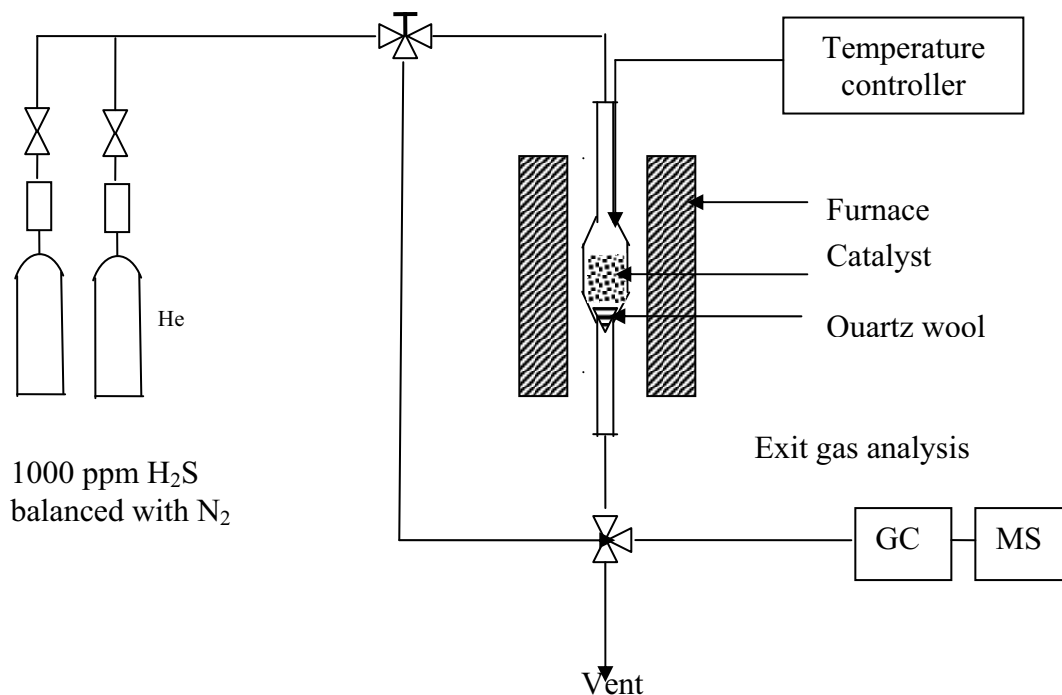 Temperature
controller
Furnace
Catalyst
He
Ouartz wool
Exit gas analysis
1000 ppm H₂S
balanced with N₂
GC
MS
Vent